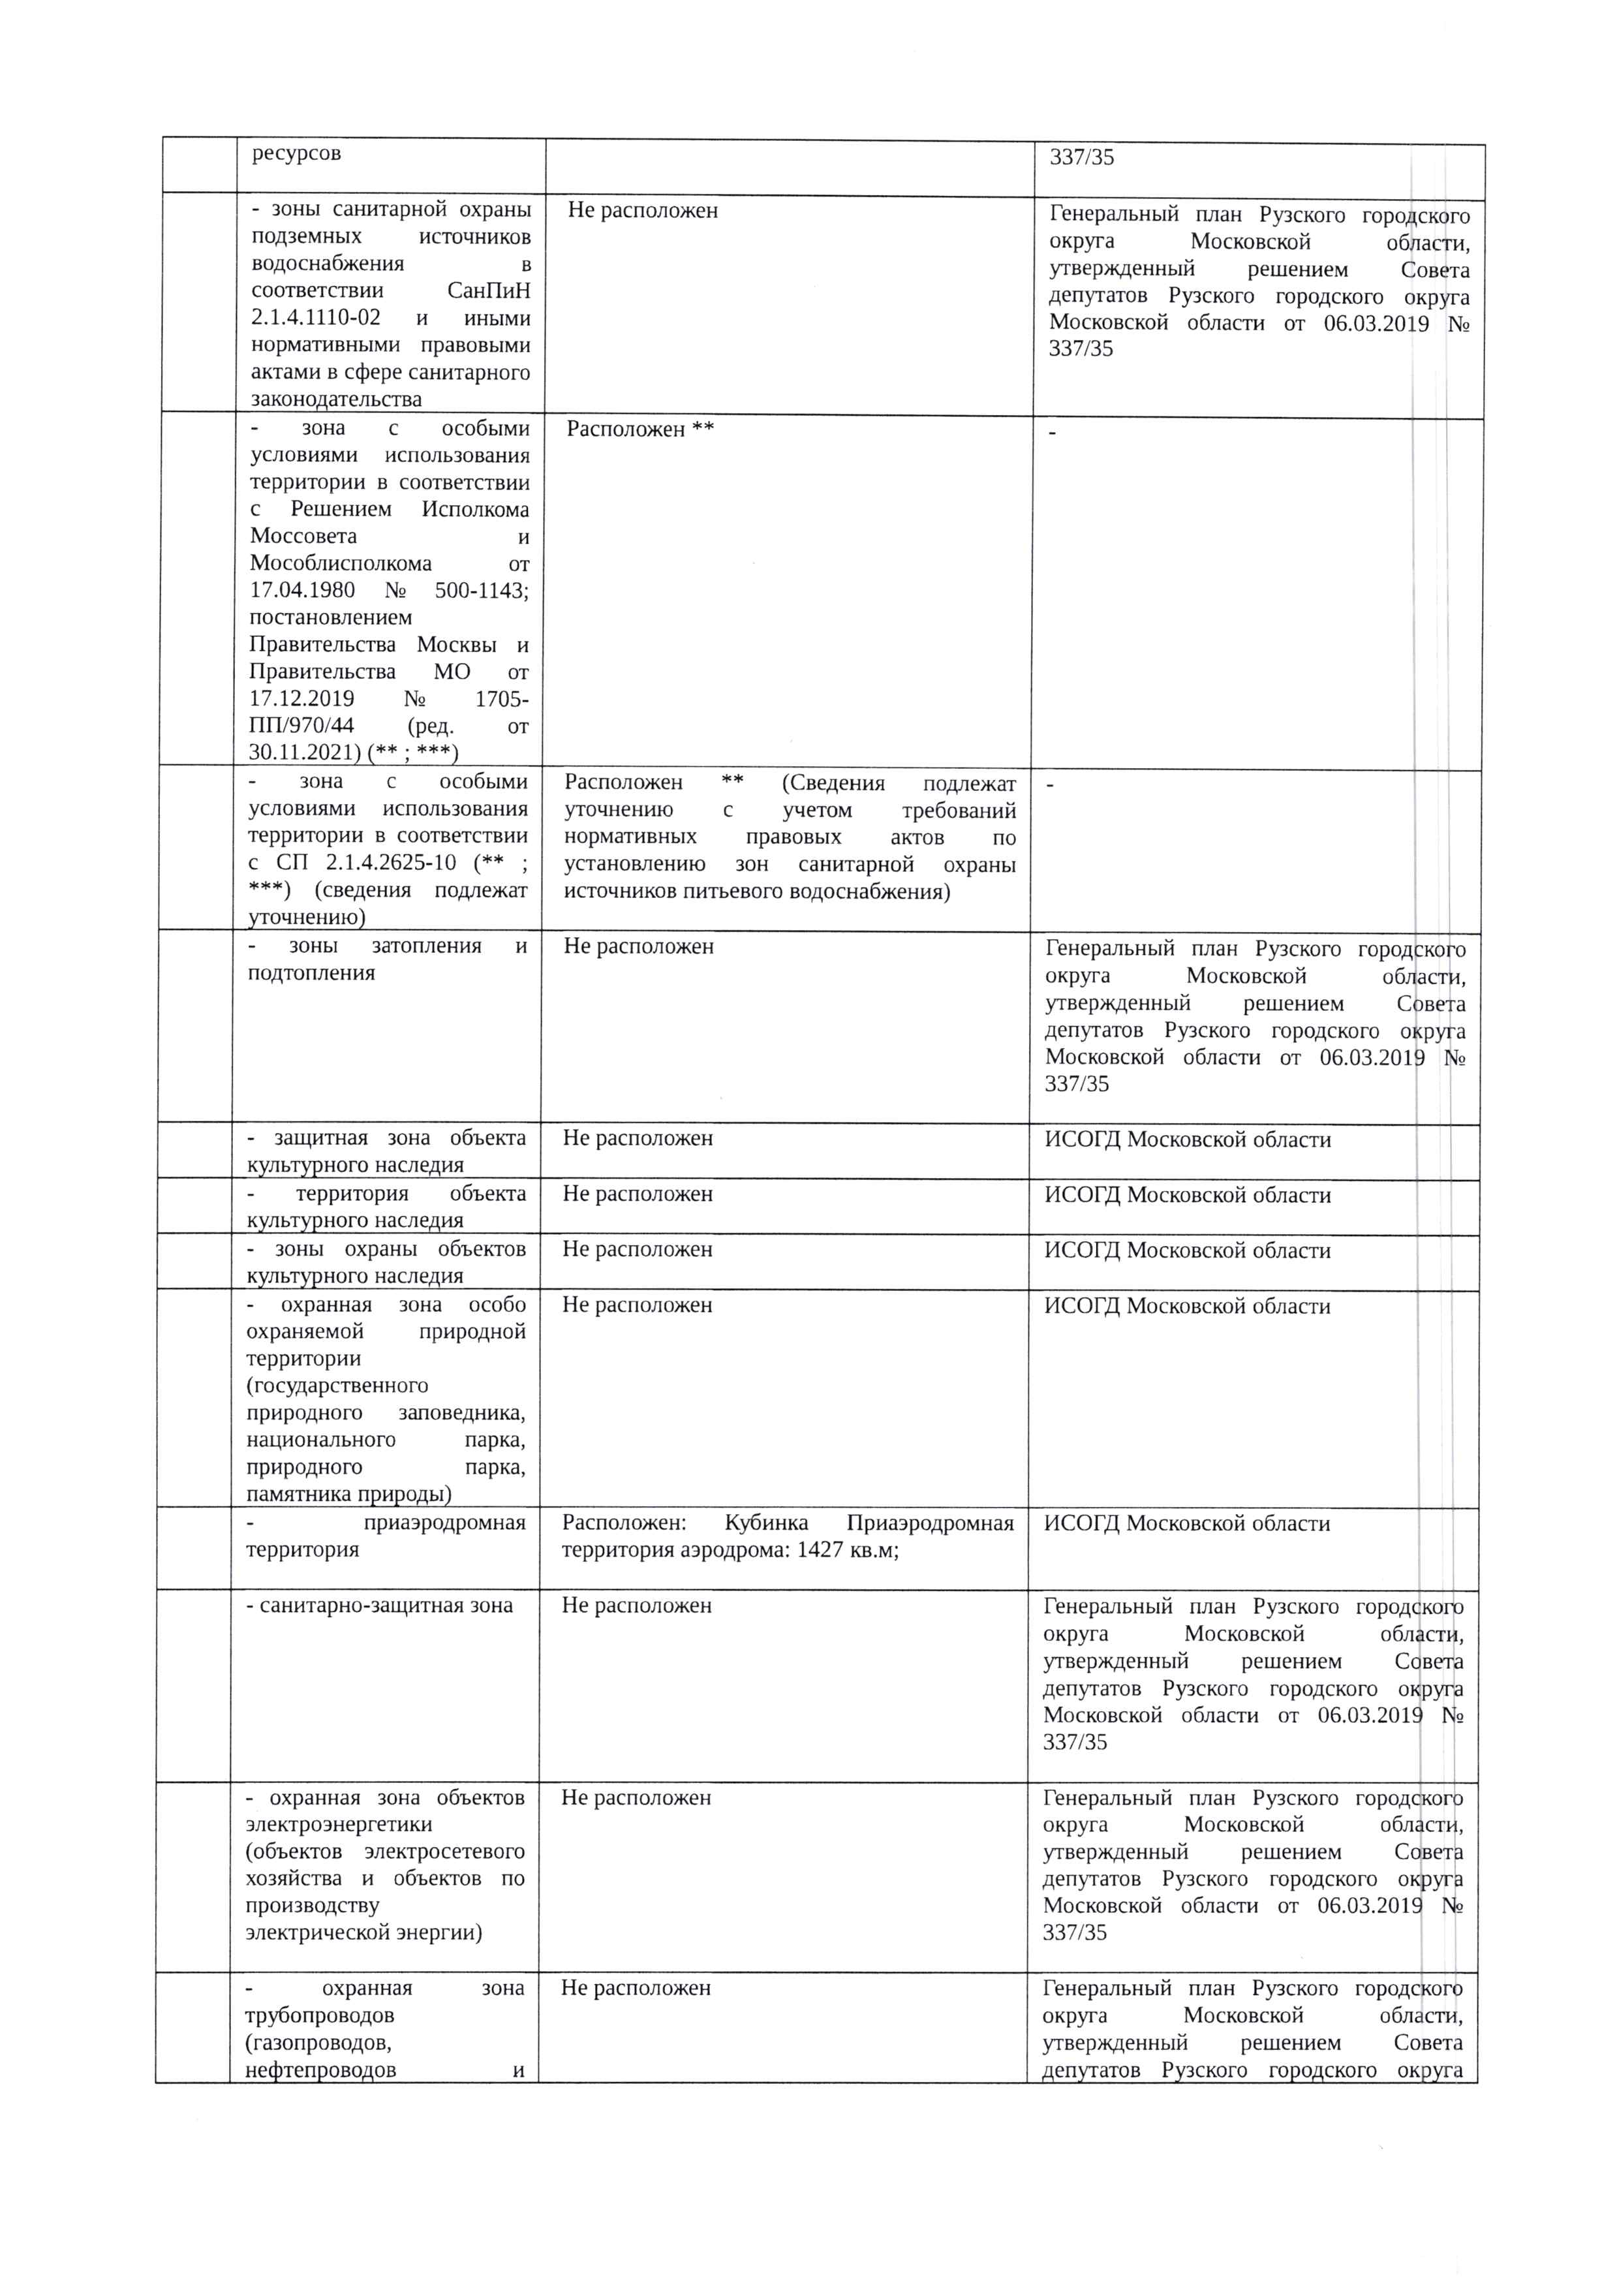 ресурсов
337/35
- зоны санитарной охраны
подземных источников
водоснабжения в
соответствии СанПиН
2.1.4.1110-02 и иными
нормативными правовыми
актами в сфере санитарного
законодательства
Не расположен
Генеральный план Рузского городского
округа Московской области,
утвержденный решением Совета
депутатов Рузского городского округа
Московской области от 06.03.2019 №
337/35
- зона с особыми
условиями использования
территории в соответствии
с Решением Исполкома
Моссовета и
Мособлисполкома от
17.04.1980 № 500-1143;
постановлением
Правительства Москвы и
Правительства МО от
17.12.2019 № 1705-
ПП/970/44 (ред. от
30.11.2021) (** ; ***)
Расположен **
-
- зона с особыми
условиями использования
территории в соответствии
с СП 2.1.4.2625-10 (** ;
***) (сведения подлежат
уточнению)
Расположен ** (Сведения подлежат
уточнению с учетом требований
нормативных правовых актов по
установлению зон санитарной охраны
источников питьевого водоснабжения)
-
- зоны затопления и
подтопления
Не расположен
Генеральный план Рузского городского
округа Московской области,
утвержденный решением Совета
депутатов Рузского городского округа
Московской области от 06.03.2019 №
337/35
- защитная зона объекта
культурного наследия
Не расположен
ИСОГД Московской области
- территория объекта
культурного наследия
Не расположен
ИСОГД Московской области
- зоны охраны объектов
культурного наследия
Не расположен
ИСОГД Московской области
- охранная зона особо
охраняемой природной
территории
(государственного
природного заповедника,
национального парка,
природного парка,
памятника природы)
Не расположен
ИСОГД Московской области
- приаэродромная
территория
Расположен: Кубинка Приаэродромная
территория аэродрома: 1427 кв.м;
ИСОГД Московской области
- санитарно-защитная зона
Не расположен
Генеральный план Рузского городского
округа Московской области,
утвержденный решением Совета
депутатов Рузского городского округа
Московской области от 06.03.2019 №
337/35
- охранная зона объектов
электроэнергетики
(объектов электросетевого
хозяйства и объектов по
производству
электрической энергии)
Не расположен
Генеральный план Рузского городского
округа Московской области,
утвержденный решением Совета
депутатов Рузского городского округа
Московской области от 06.03.2019 №
337/35
- охранная зона
трубопроводов
(газопроводов,
нефтепроводов и
Не расположен
Генеральный план Рузского городского
округа Московской области,
утвержденный решением Совета
депутатов Рузского городского округа